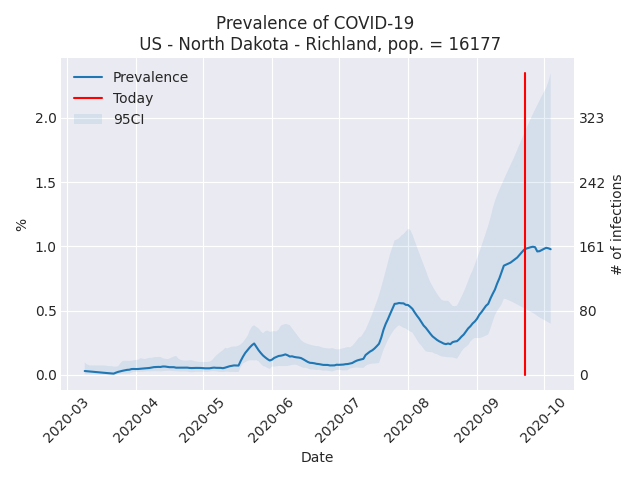 Prevalence of COVID-19
US - North Dakota - Richland, pop. = 16177
Prevalence
Today
95CI
2.0
1.5
1.0
0.5
0.0
%
323
242
161
80
0
# of infections
2020-03
2020-04
2020-05
2020-06
2020-07
2020-08
2020-09
2020-10
Date